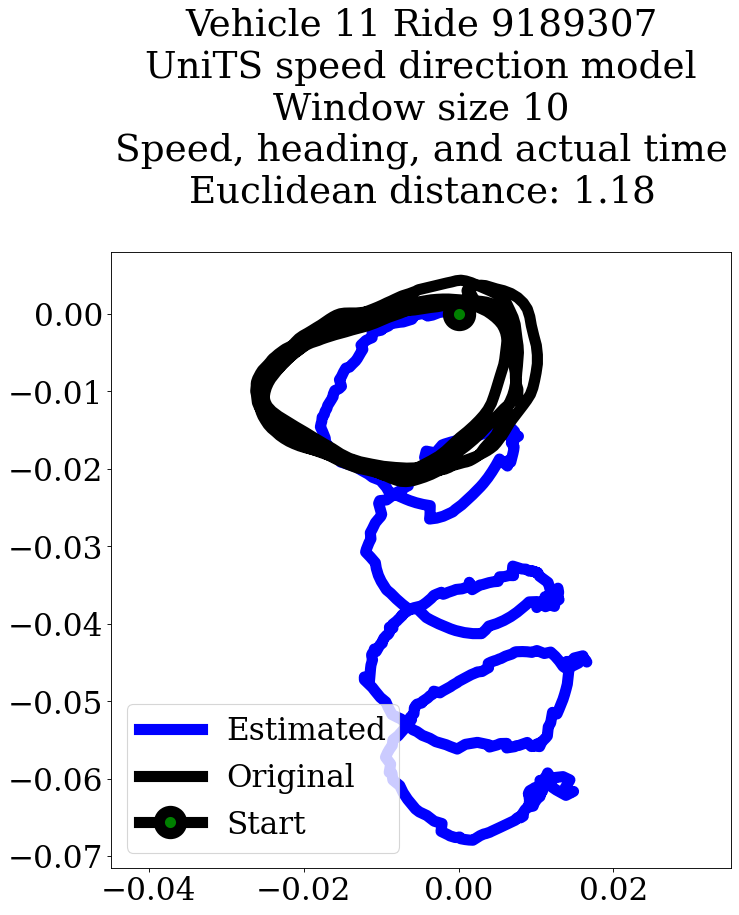 Vehicle 11 Ride 9189307
UniTS speed direction model
Window size 10
Speed, heading, and actual time
Euclidean distance: 1.18
0.00
−0.01
−0.02
−0.03
−0.04
−0.05
−0.06
−0.07
Estimated
Original
Start
−0.04
−0.02
0.00
0.02